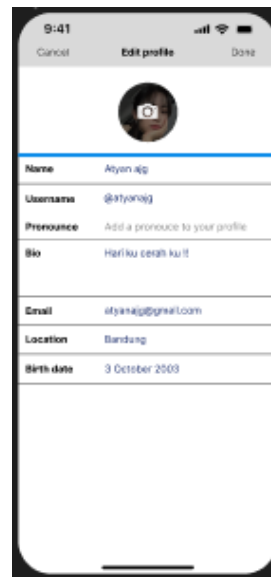 9:41
Cancel Edit profile Done
Name Atyan ajg
Username @atyanajg
Pronounce Add a pronouce to your profile
Bio Hari ku cerah ku !!
Email atyanajg@gmail.com
Location Bandung
Birth date 3 October 2003